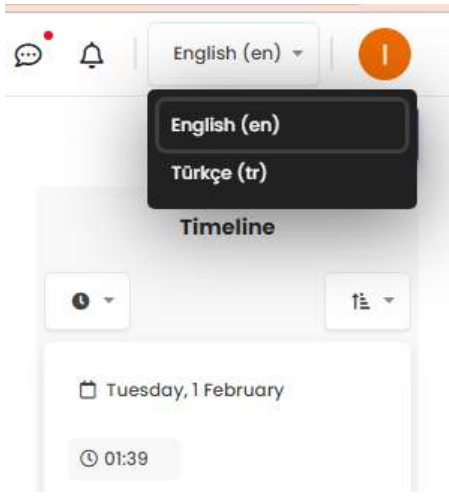 English (en)
I
English (en)
Türkçe (tr)
Timeline
Tuesday, 1 February
01:39